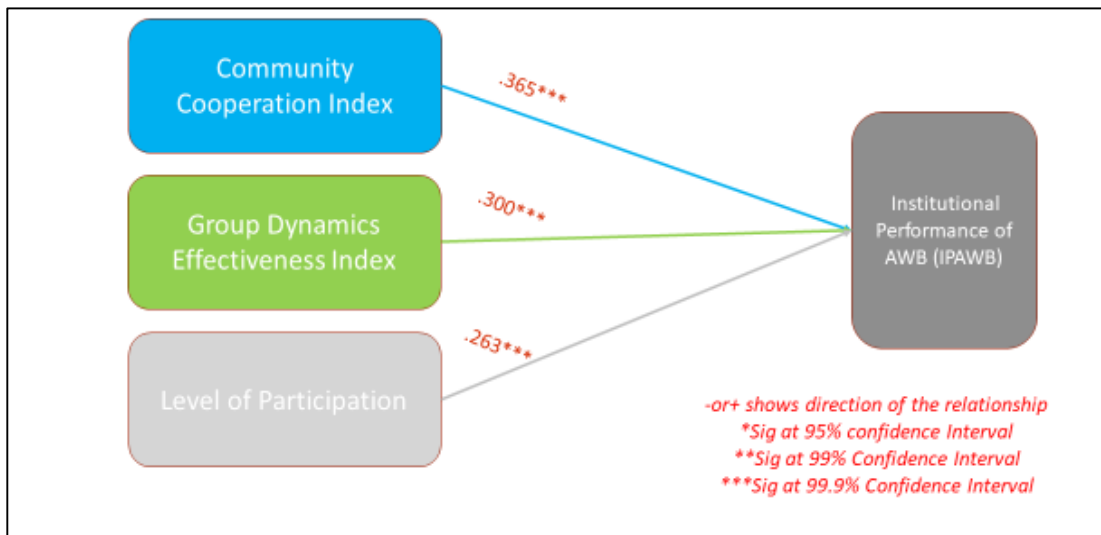 Community
Cooperation Index
.365***
Group Dynamics
Effectiveness Index
.300***
Level of Participation
.263***
Institutional
Performance of
AWB (IPAWB)
-or+ shows direction of the relationship
*Sig at 95% confidence Interval
**Sig at 99% Confidence Interval
***Sig at 99.9% Confidence Interval